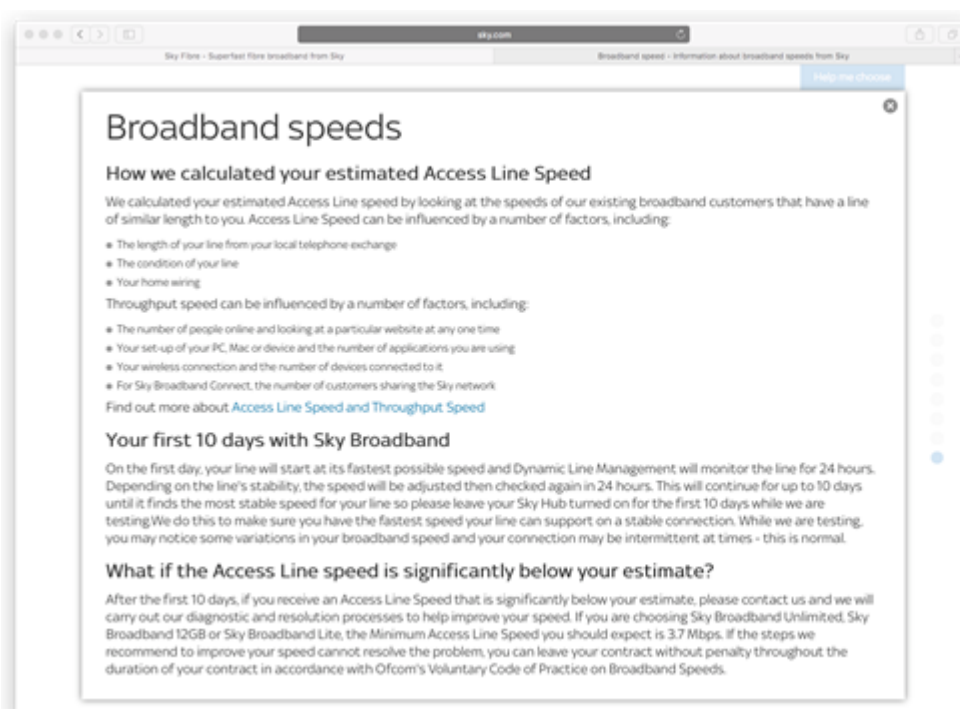 sky.com
Sky Fibre - Superfast fibre broadband from Sky
Broadband speed - Information about broadband speeds from Sky
Help me choose
Broadband speeds
How we calculated your estimated Access Line Speed
We calculated your estimated Access Line speed by looking at the speeds of our existing broadband customers that have a line
of similar length to you. Access Line Speed can be influenced by a number of factors, including:
• The length of your line from your local telephone exchange
• The condition of your line
• Your home wiring
Throughput speed can be influenced by a number of factors, including:
• The number of people online and looking at a particular website at any one time
• Your set-up of your PC, Mac or device and the number of applications you are using
• Your wireless connection and the number of devices connected to it
• For Sky Broadband Connect, the number of customers sharing the Sky network
Find out more about Access Line Speed and Throughput Speed
Your first 10 days with Sky Broadband
On the first day, your line will start at its fastest possible speed and Dynamic Line Management will monitor the line for 24 hours.
Depending on the line's stability, the speed will be adjusted then checked again in 24 hours. This will continue for up to 10 days
until it finds the most stable speed for your line so please leave your Sky Hub turned on for the first 10 days while we are
testing.We do this to make sure you have the fastest speed your line can support on a stable connection. While we are testing,
you may notice some variations in your broadband speed and your connection may be intermittent at times - this is normal.
What if the Access Line speed is significantly below your estimate?
After the first 10 days, if you receive an Access Line Speed that is significantly below your estimate, please contact us and we will
carry out our diagnostic and resolution processes to help improve your speed. If you are choosing Sky Broadband Unlimited, Sky
Broadband 12GB or Sky Broadband Lite, the Minimum Access Line Speed you should expect is 3.7 Mbps. If the steps we
recommend to improve your speed cannot resolve the problem, you can leave your contract without penalty throughout the
duration of your contract in accordance with Ofcom's Voluntary Code of Practice on Broadband Speeds.